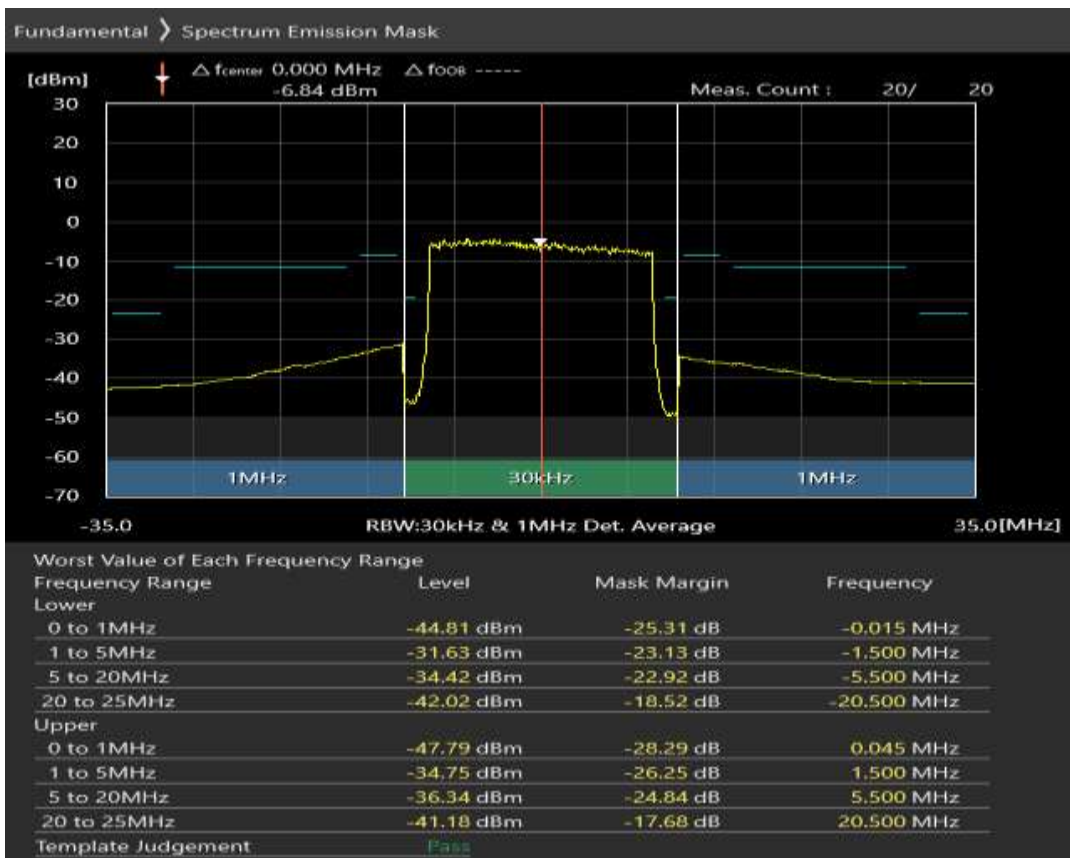 Fundamental 》 Spectrum Emission Mask
[dBm] △ fcenter 0.000 MHz △ fOOB -----
-6.84 dBm Meas. Count : 20/ 20
30
20
10
0
-10
-20
-30
-40
-50
-60
1MHz 30kHz 1MHz
-70
-35.0 RBW:30kHz & 1MHz Det. Average 35.0[MHz]
Worst Value of Each Frequency Range
Frequency Range Level Mask Margin Frequency
Lower
0 to 1MHz -44.81 dBm -25.31 dB -0.015 MHz
1 to 5MHz -31.63 dBm -23.13 dB -1.500 MHz
5 to 20MHz -34.42 dBm -22.92 dB -5.500 MHz
20 to 25MHz -42.02 dBm -18.52 dB -20.500 MHz
Upper
0 to 1MHz -47.79 dBm -28.29 dB 0.045 MHz
1 to 5MHz -34.75 dBm -26.25 dB 1.500 MHz
5 to 20MHz -36.34 dBm -24.84 dB 5.500 MHz
20 to 25MHz -41.18 dBm -17.68 dB 20.500 MHz
Template Judgement Pass